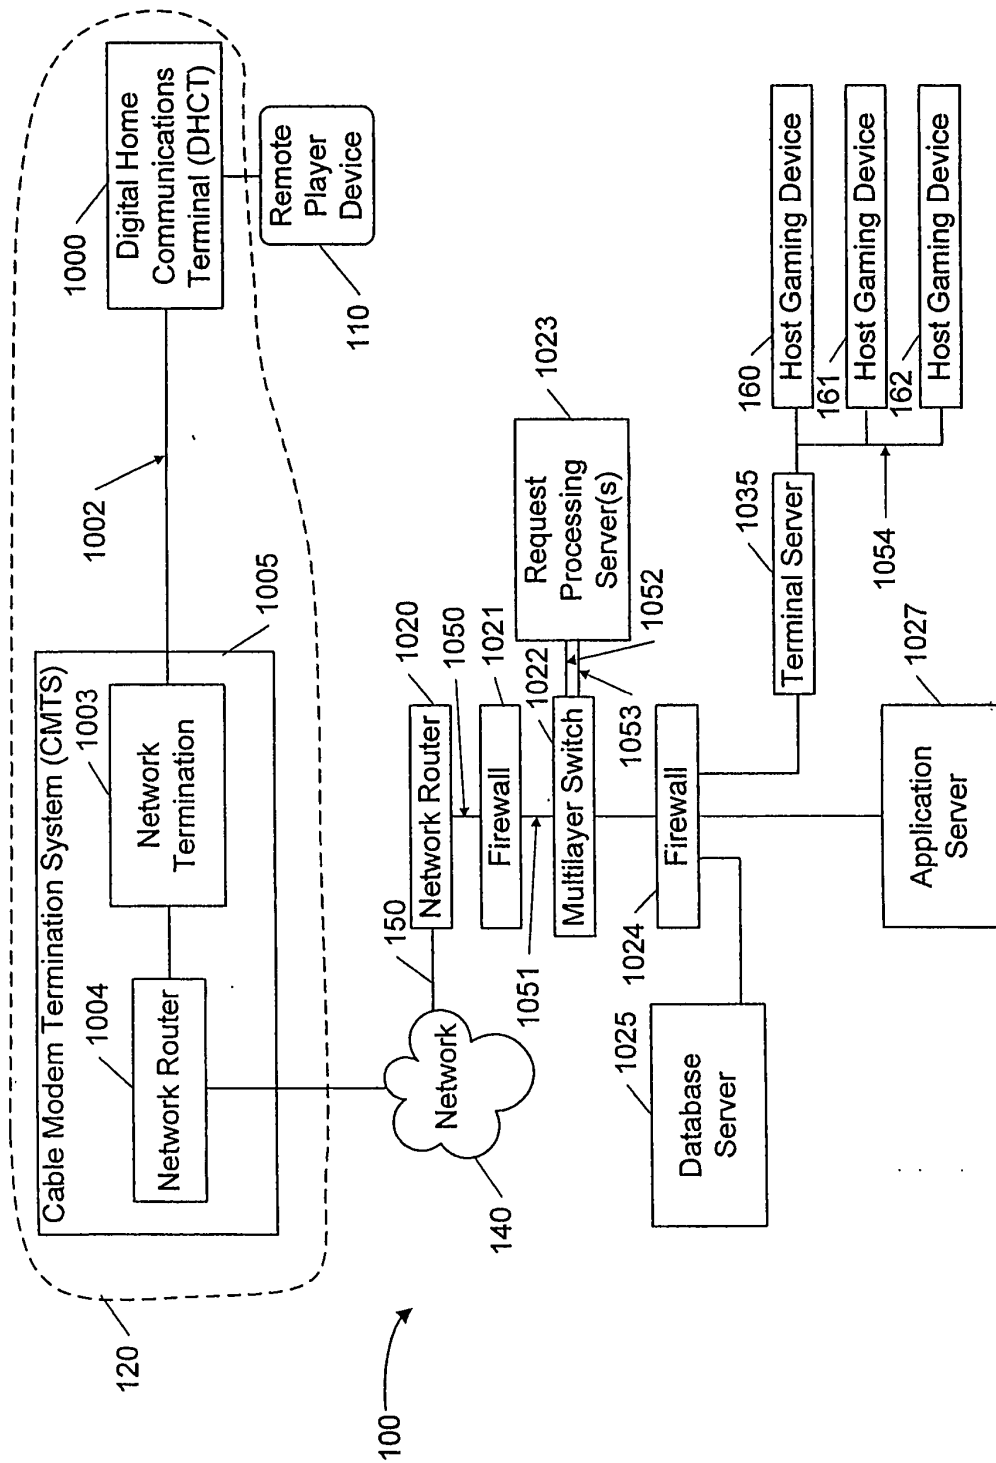 1000
Digital Home
Communications
Terminal (DHCT)
Remote
Player
Device
110
1002
1005
Cable Modem Termination System (CMTS)
1003
Network
Termination
1004
Network Router
120
100
140
Network
150
Network Router
1020
1050
Firewall
1021
1051
Multilayer Switch
1022
1052
1053
Request
Processing
Server(s)
1023
Firewall
1024
Database
Server
1025
Application
Server
1027
Terminal Server
1035
1054
160
Host Gaming Device
161
Host Gaming Device
162
Host Gaming Device